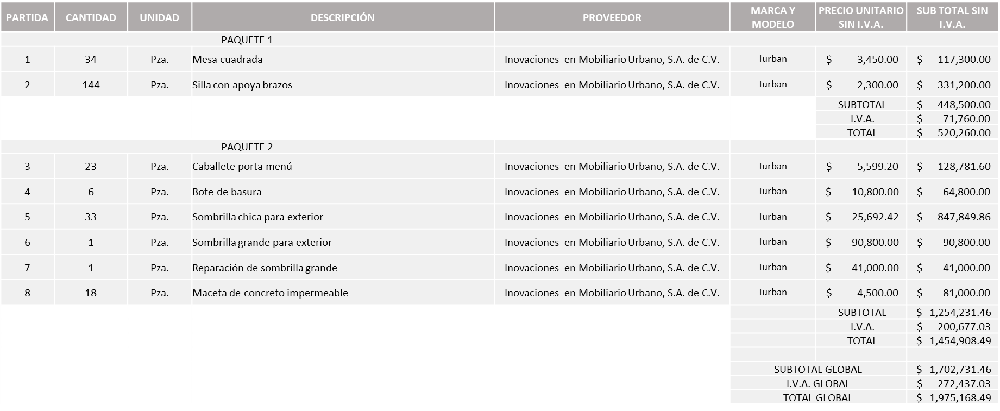 PARTIDA CANTIDAD UNIDAD DESCRIPCIÓN PROVEEDOR MARCA Y MODELO PRECIO UNITARIO SIN I.V.A. SUB TOTAL SIN I.V.A.
PAQUETE 1
1 34 Pza. Mesa cuadrada Inovaciones en Mobiliario Urbano, S.A. de C.V. Iurban $ 3,450.00 $ 117,300.00
2 144 Pza. Silla con apoya brazos Inovaciones en Mobiliario Urbano, S.A. de C.V. Iurban $ 2,300.00 $ 331,200.00
SUBTOTAL $ 448,500.00
I.V.A. $ 71,760.00
TOTAL $ 520,260.00
PAQUETE 2
3 23 Pza. Caballete porta menú Inovaciones en Mobiliario Urbano, S.A. de C.V. Iurban $ 5,599.20 $ 128,781.60
4 6 Pza. Bote de basura Inovaciones en Mobiliario Urbano, S.A. de C.V. Iurban $ 10,800.00 $ 64,800.00
5 33 Pza. Sombrilla chica para exterior Inovaciones en Mobiliario Urbano, S.A. de C.V. Iurban $ 25,692.42 $ 847,849.86
6 1 Pza. Sombrilla grande para exterior Inovaciones en Mobiliario Urbano, S.A. de C.V. Iurban $ 90,800.00 $ 90,800.00
7 1 Pza. Reparación de sombrilla grande Inovaciones en Mobiliario Urbano, S.A. de C.V. Iurban $ 41,000.00 $ 41,000.00
8 18 Pza. Maceta de concreto impermeable Inovaciones en Mobiliario Urbano, S.A. de C.V. Iurban $ 4,500.00 $ 81,000.00
SUBTOTAL $ 1,254,231.46
I.V.A. $ 200,677.03
TOTAL $ 1,454,908.49
SUBTOTAL GLOBAL $ 1,702,731.46
I.V.A. GLOBAL $ 272,437.03
TOTAL GLOBAL $ 1,975,168.49